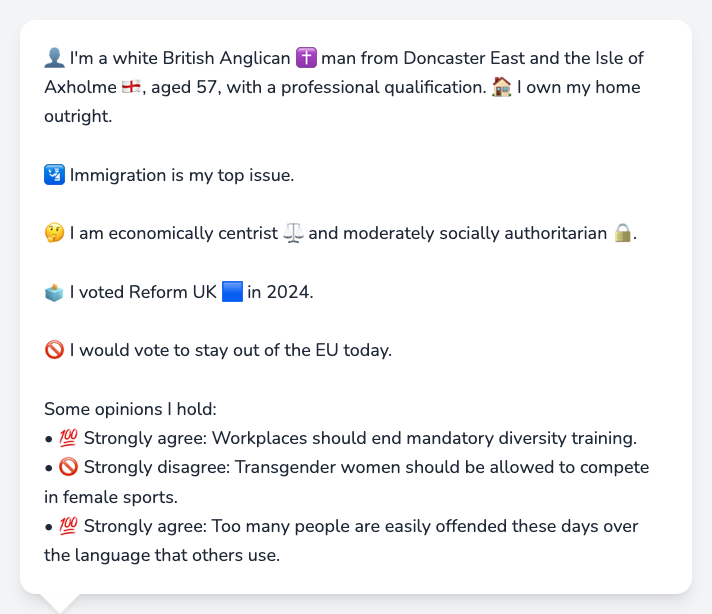 👤 I'm a white British Anglican ✝️ man from Doncaster East and the Isle of
Axholme 🏴󠁧󠁢󠁥󠁮󠁧󠁿, aged 57, with a professional qualification. 🏠 I own my home
outright.
🛂 Immigration is my top issue.
🤔 I am economically centrist ⚖️ and moderately socially authoritarian 🔒.
🗳️ I voted Reform UK 🟦 in 2024.
🚫 I would vote to stay out of the EU today.
Some opinions I hold:
• 💯 Strongly agree: Workplaces should end mandatory diversity training.
• 🚫 Strongly disagree: Transgender women should be allowed to compete
in female sports.
• 💯 Strongly agree: Too many people are easily offended these days over
the language that others use.